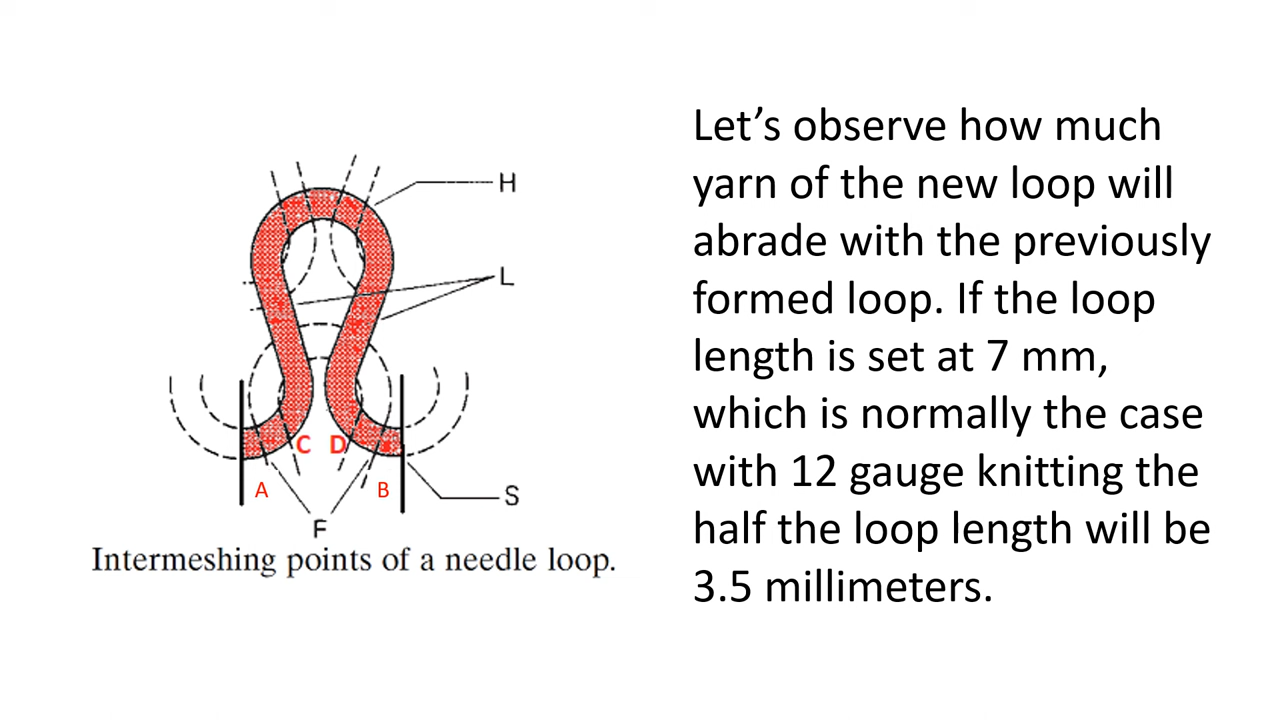 Let’s observe how much
yarn of the new loop will
abrade with the previously
formed loop. If the loop
length is set at 7 mm,
which is normally the case
with 12 gauge knitting the
half the loop length will be
3.5 millimeters.
H
L
C D
A
B
S
F
Intermeshing points of a needle loop.